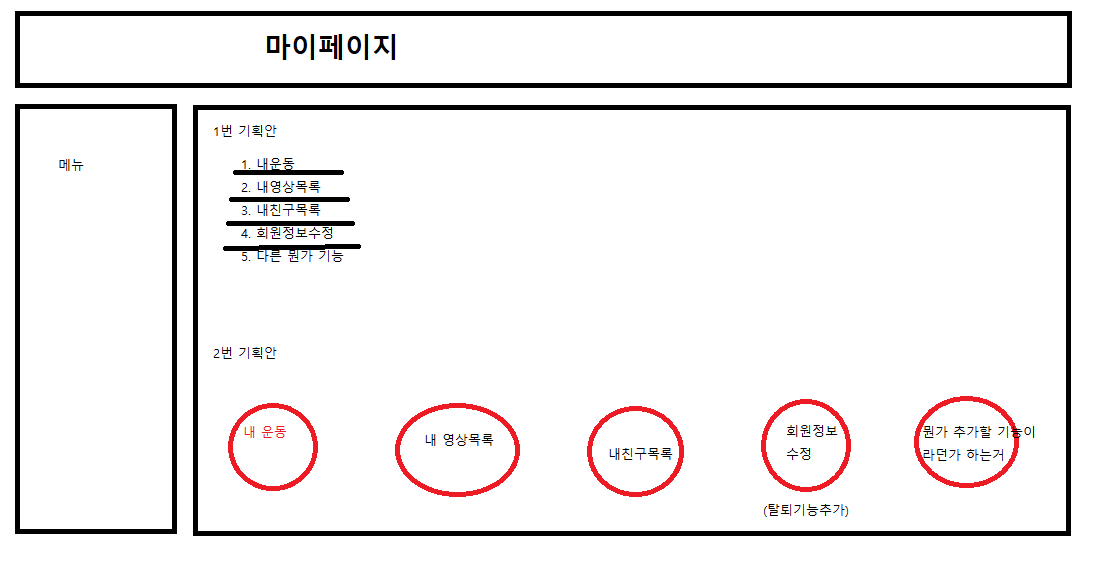 마이페이지
메뉴
1번 기획안
1. 내운동
2. 내영상목록
3. 내친구목록
4. 회원정보수정
5. 다른 뭔가 기능
2번 기획안
내 운동
내 영상목록
내친구목록
회원정보
수정
(탈퇴기능추가)
뭔가 추가할 기능이
라던가 하는거